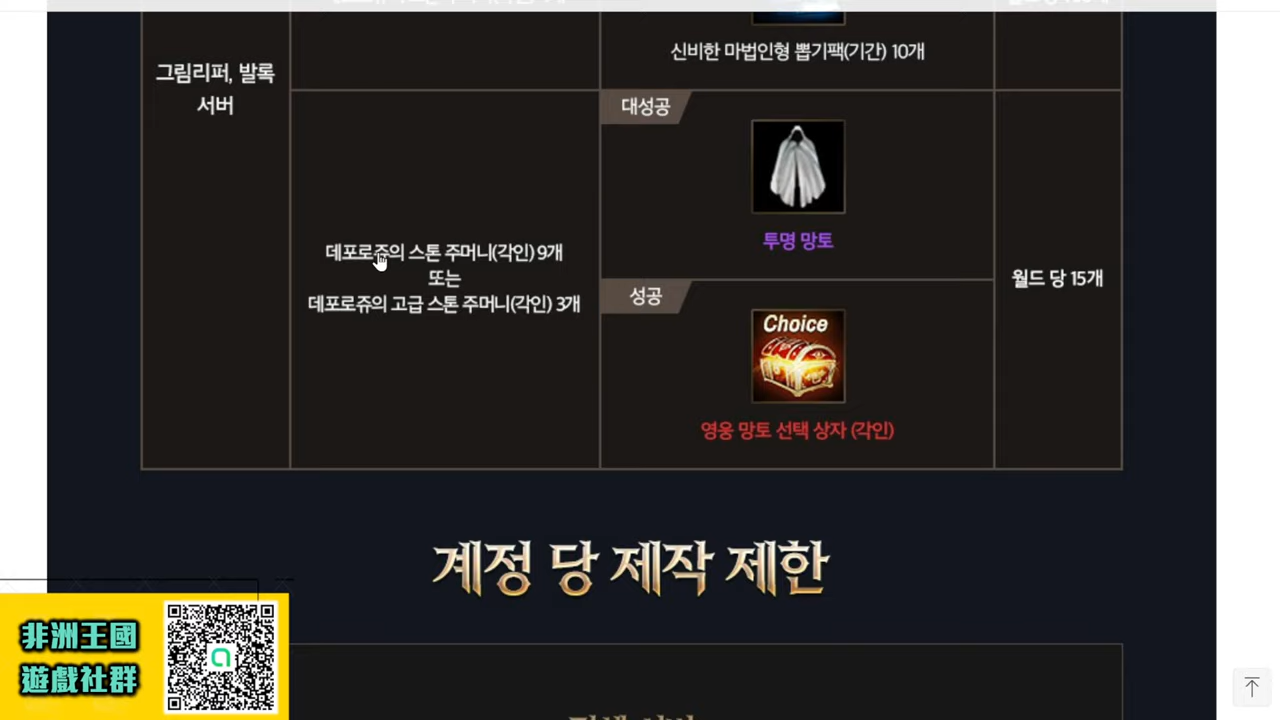 신비한 마법인형 뽑기팩(기간) 10개
그림리퍼, 발록
서버
대성공
투명 망토
데포로쥬의 스톤 주머니(각인) 9개
또는
데포로쥬의 고급 스톤 주머니(각인) 3개
월드 당 15개
성공
Choice
영웅 망토 선택 상자 (각인)
계정 당 제작 제한
非洲王國
遊戲社群